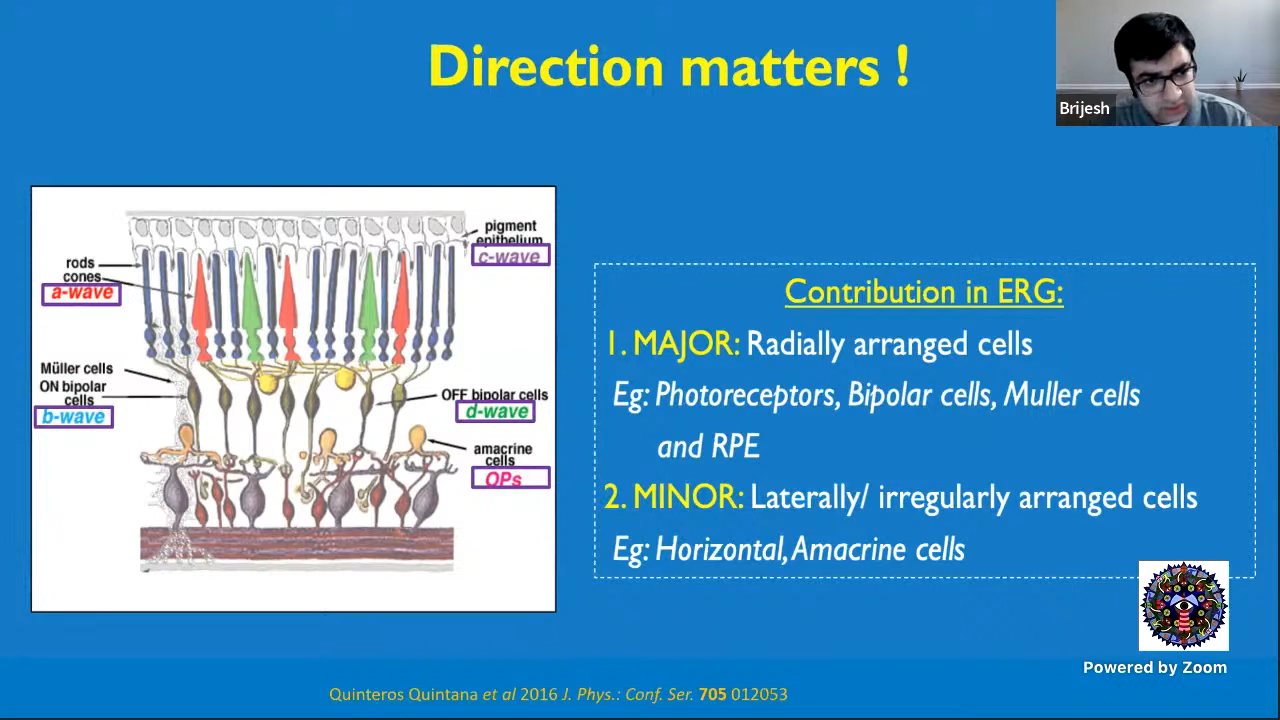 Direction matters !
Brijesh
pigment
epithelium
c-wave
rods
cones
a-wave
Müller cells
ON bipolar
cells
b-wave
OFF bipolar cells
d-wave
amacrine
cells
OPs
Contribution in ERG:
1. MAJOR: Radially arranged cells
Eg: Photoreceptors, Bipolar cells, Muller cells
and RPE
2. MINOR: Laterally/ irregularly arranged cells
Eg: Horizontal, Amacrine cells
Powered by Zoom
Quinteros Quintana et al 2016 J. Phys.: Conf. Ser. 705 012053